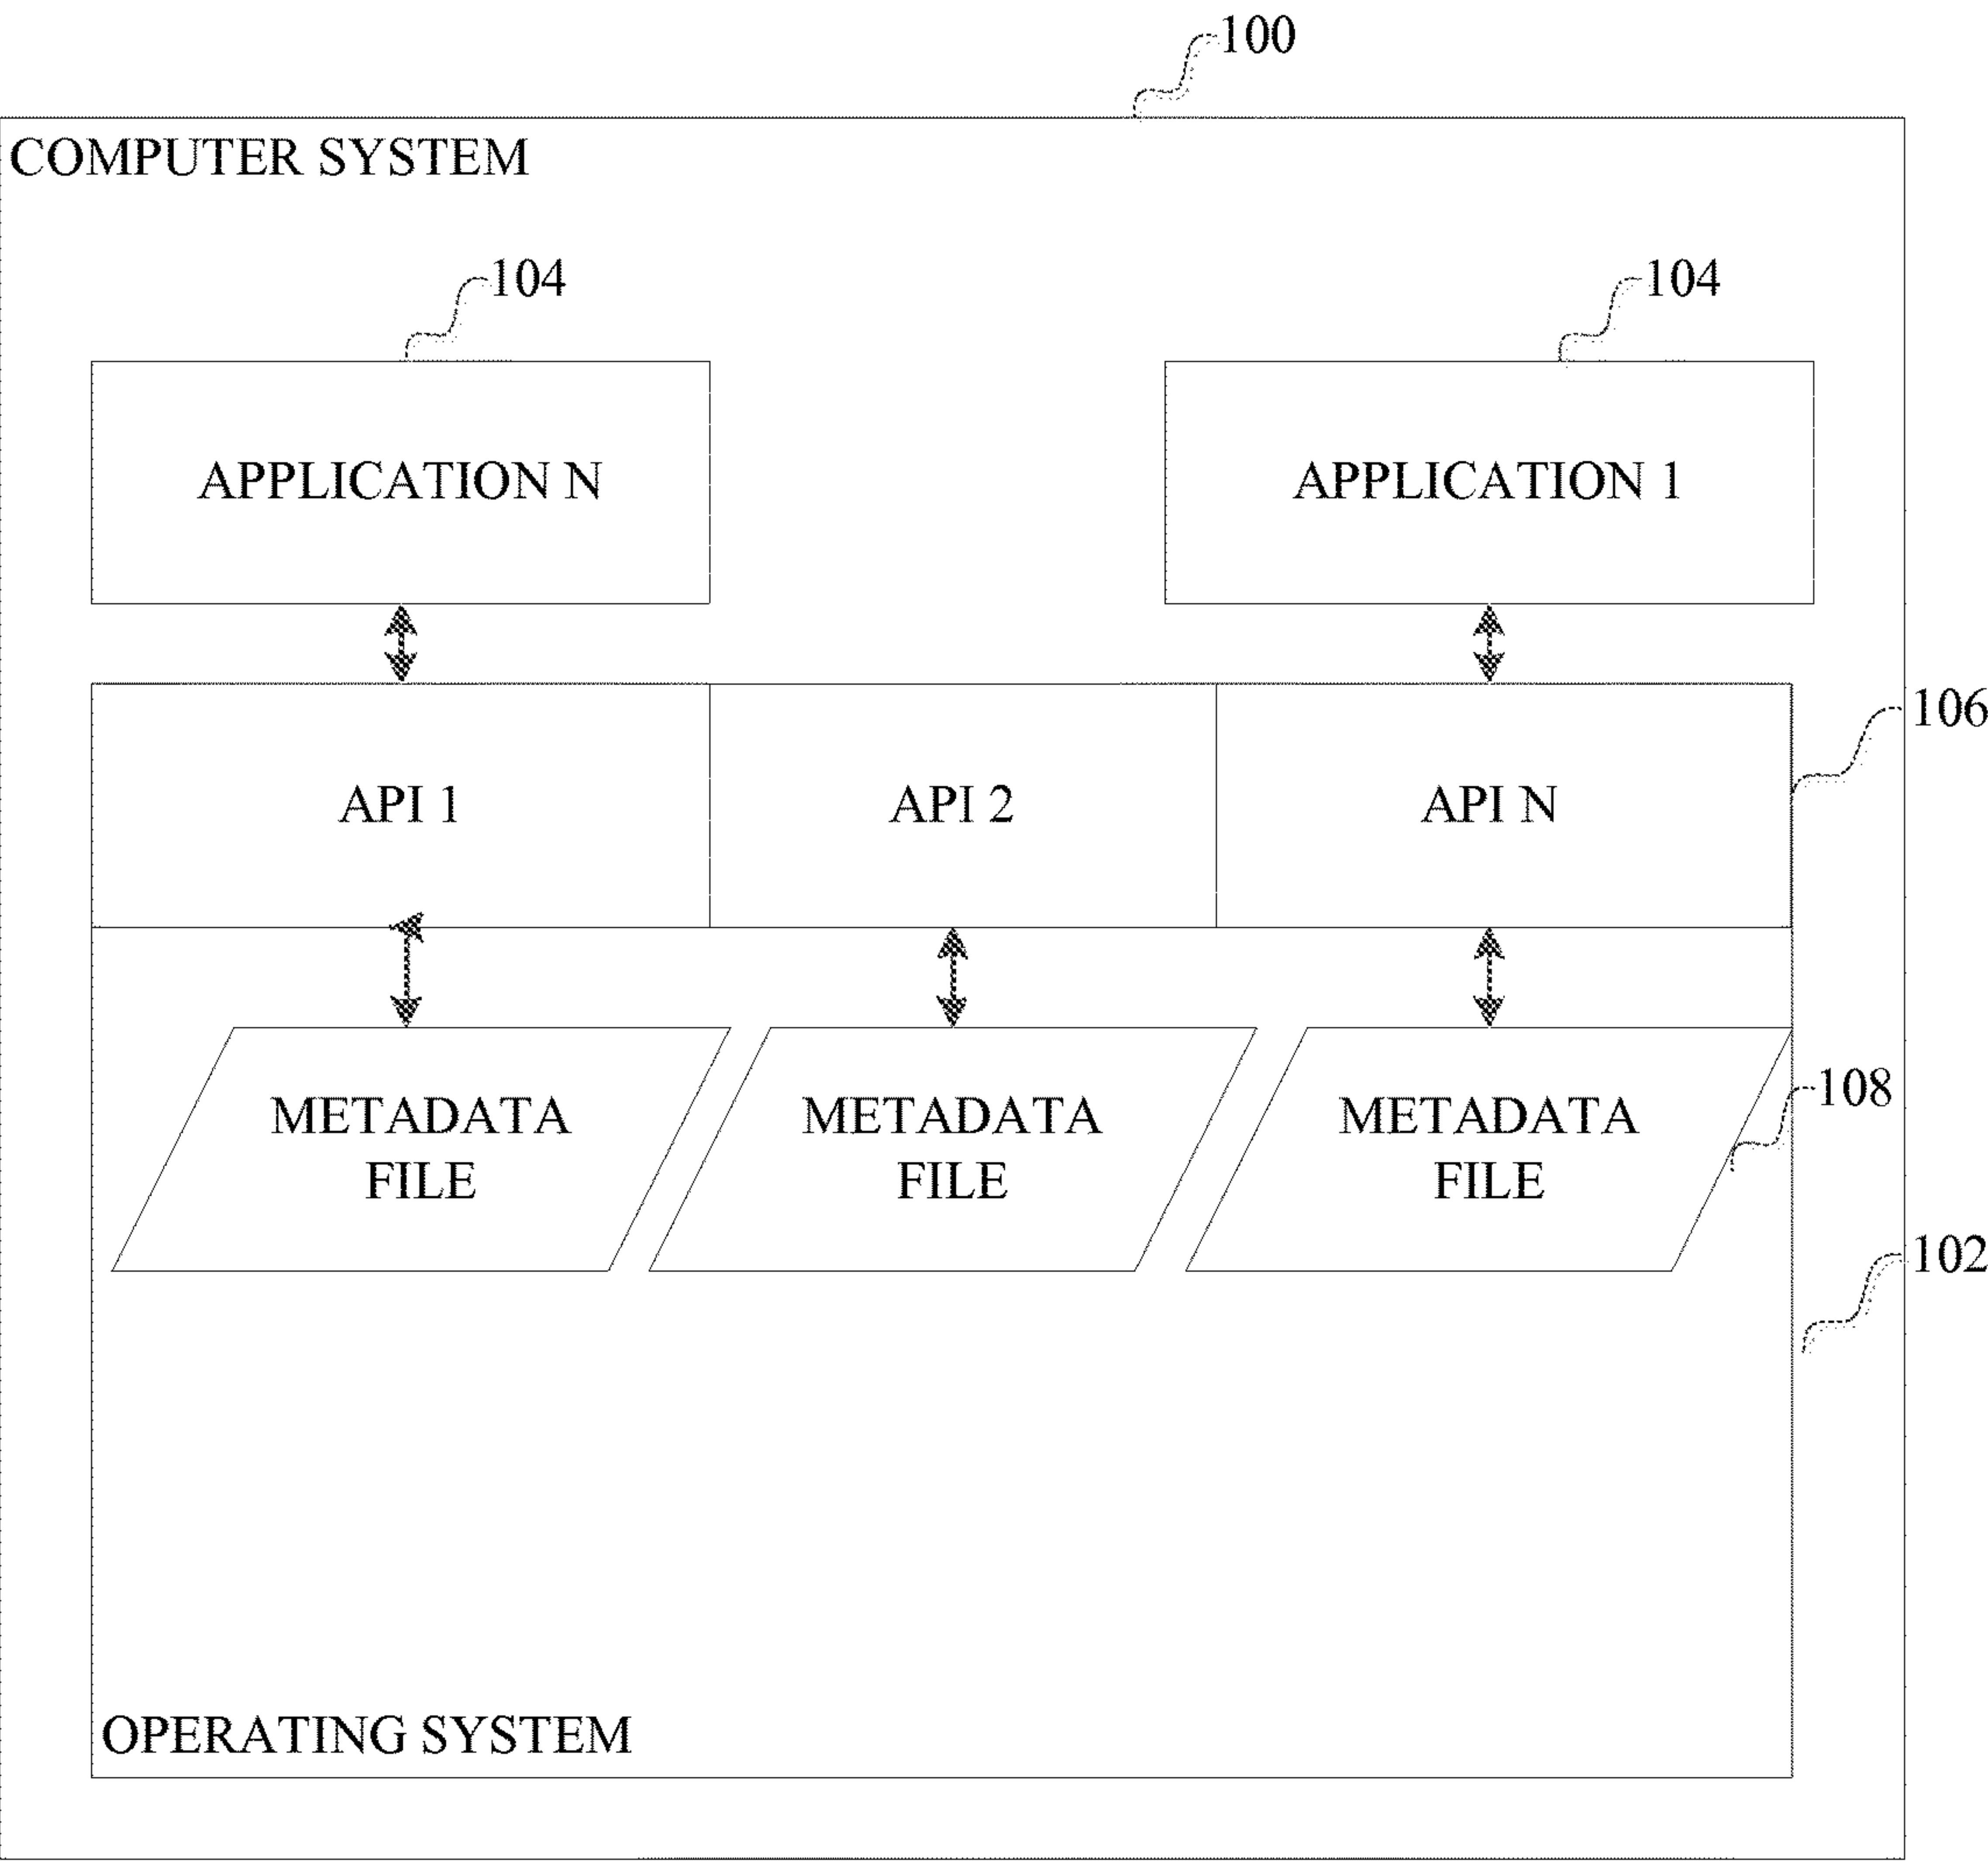 100
COMPUTER SYSTEM
104
104
APPLICATION N
APPLICATION 1
106
API 1
API 2
API N
METADATA
FILE
METADATA
FILE
METADATA
FILE
108
102
OPERATING SYSTEM